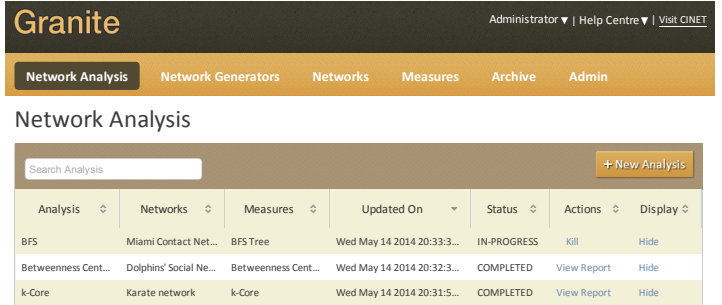 Granite
Administrator ▼ | Help Centre ▼ | Visit CINET
Network Analysis Network Generators Networks Measures Archive Admin
Network Analysis
Search Analysis
+ New Analysis
Analysis Networks Measures Updated On Status Actions Display
BFS Miami Contact Net... BFS Tree Wed May 14 2014 20:33:3... IN-PROGRESS Kill Hide
Betweenness Cent... Dolphins' Social Ne... Betweenness Cent... Wed May 14 2014 20:32:3... COMPLETED View Report Hide
k-Core Karate network k-Core Wed May 14 2014 20:31:5... COMPLETED View Report Hide